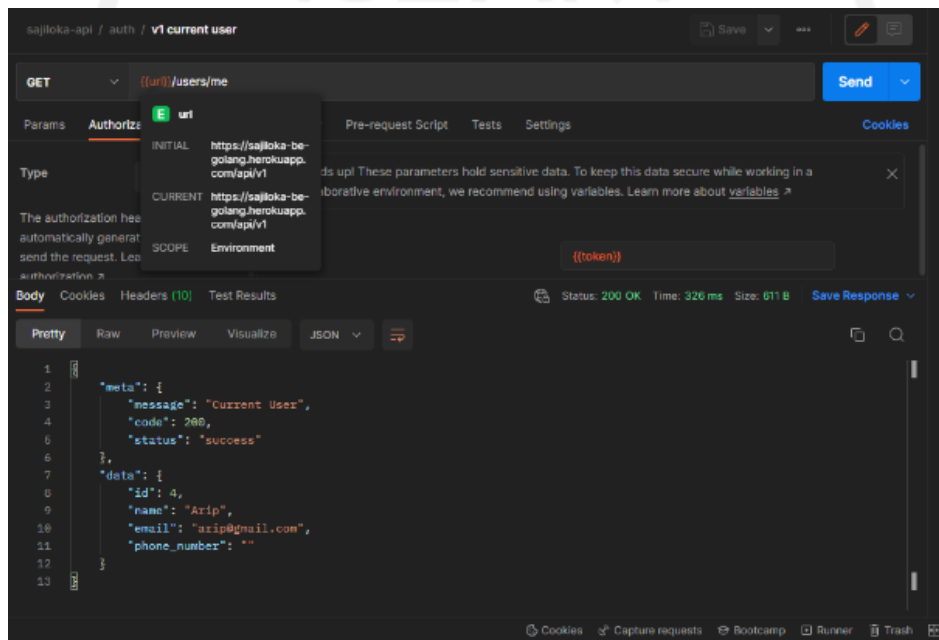 sajiloka-api / auth / v1 current user
Save
GET
{{url}}/users/me
Send
E url
Params
Authoriza
Pre-request Script
Tests
Settings
Cookies
INITIAL
https://sajiloka-be-
golang.herokuapp.
com/api/v1
Type
ds up! These parameters hold sensitive data. To keep this data secure while working in a
aborative environment, we recommend using variables. Learn more about variables ↗
CURRENT
https://sajiloka-be-
golang.herokuapp.
com/api/v1
The authorization hea
automatically generat
send the request. Lea
authorization ↗
SCOPE
Environment
{{token}}
Body
Cookies
Headers (10)
Test Results
Status: 200 OK
Time: 326 ms
Size: 611 B
Save Response
Pretty
Raw
Preview
Visualize
JSON
1 {
2 "meta": {
3 "message": "Current User",
4 "code": 200,
5 "status": "success"
6 },
7 "data": {
8 "id": 4,
9 "name": "Arip",
10 "email": "arip@gmail.com",
11 "phone_number": ""
12 }
13 }
Cookies
Capture requests
Bootcamp
Runner
Trash